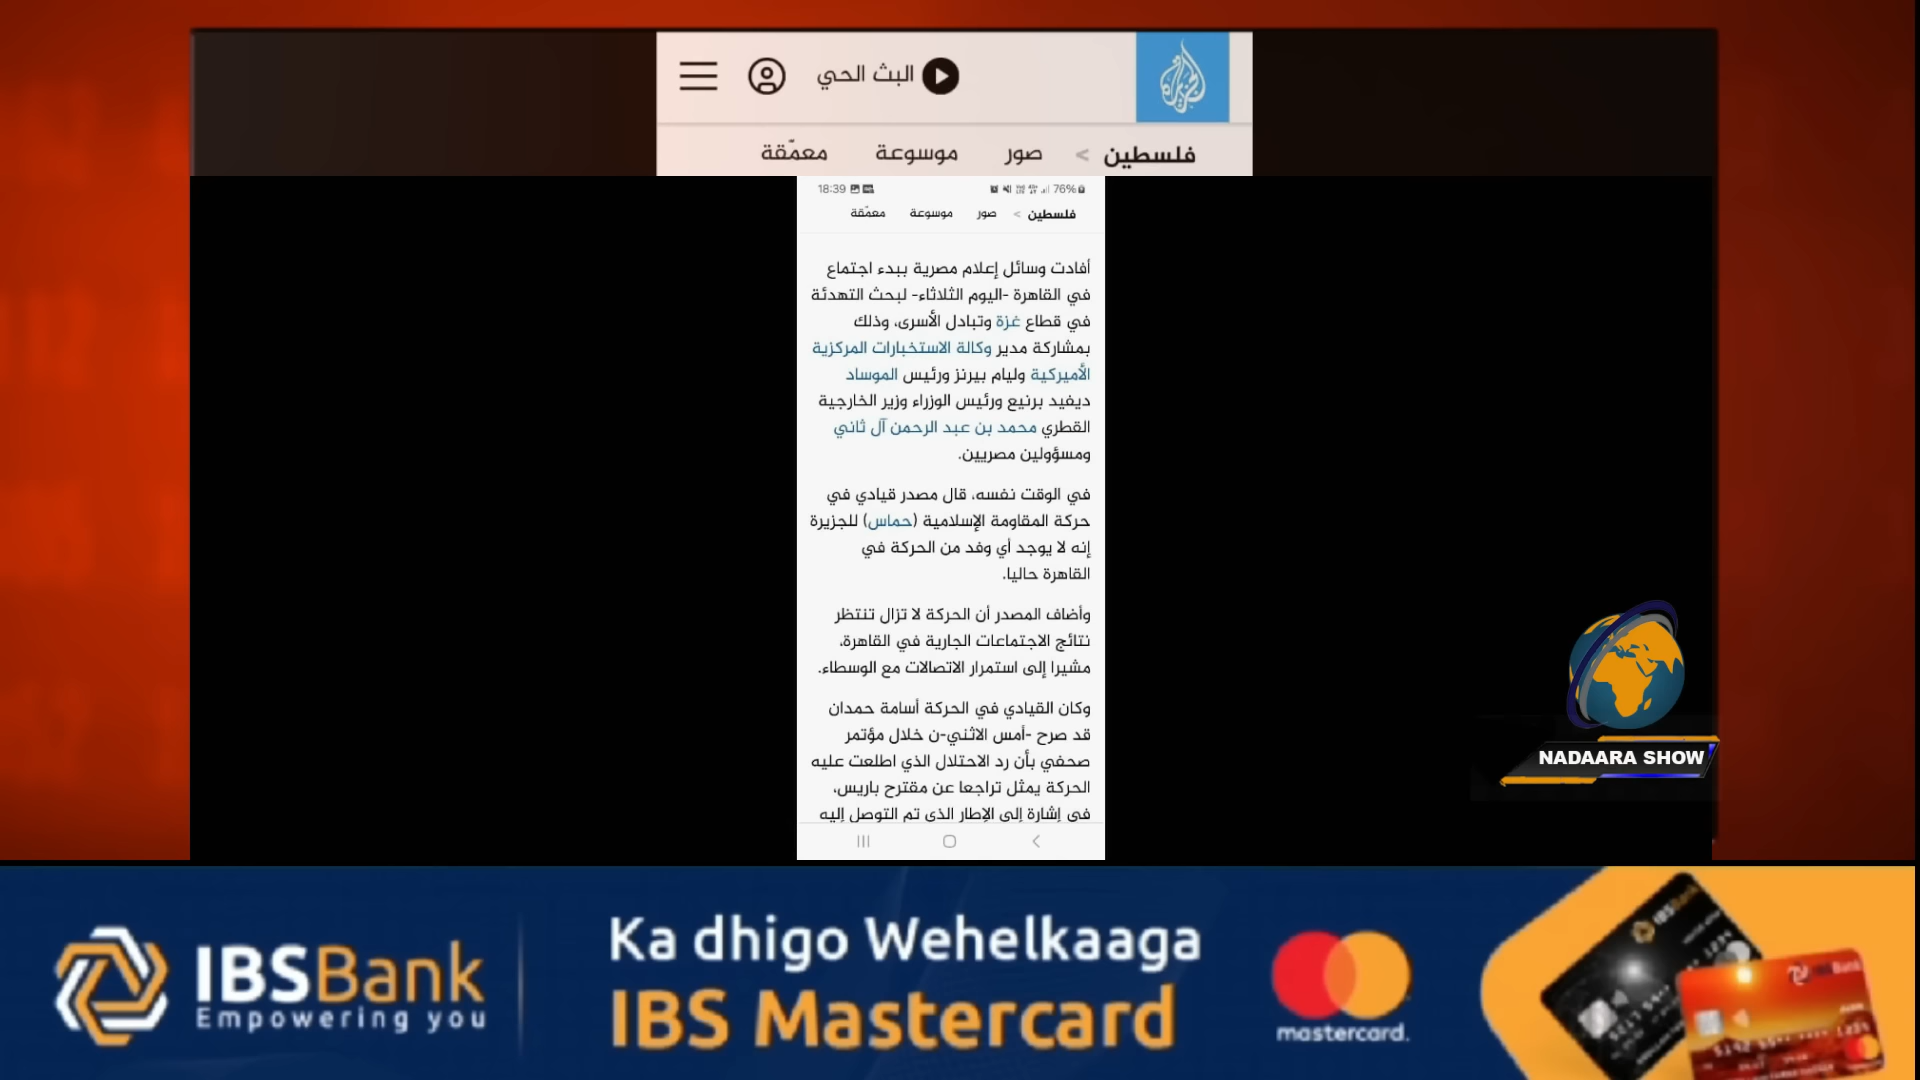 البث الحي
فلسطين > صور موسوعة معمّقة
18:39 76%
فلسطين > صور موسوعة معمّقة
أفادت وسائل إعلام مصرية ببدء اجتماع
في القاهرة -اليوم الثلاثاء- لبحث التهدئة
في قطاع غزة وتبادل الأسرى، وذلك
بمشاركة مدير وكالة الاستخبارات المركزية
الأميركية وليام بيرنز ورئيس الموساد
ديفيد برنيع ورئيس الوزراء وزير الخارجية
القطري محمد بن عبد الرحمن آل ثاني
ومسؤولين مصريين.
في الوقت نفسه، قال مصدر قيادي في
حركة المقاومة الإسلامية (حماس) للجزيرة
إنه لا يوجد أي وفد من الحركة في
القاهرة حاليا.
وأضاف المصدر أن الحركة لا تزال تنتظر
نتائج الاجتماعات الجارية في القاهرة،
مشيرا إلى استمرار الاتصالات مع الوسطاء.
وكان القيادي في الحركة أسامة حمدان
قد صرح -أمس الاثني-ن خلال مؤتمر
صحفي بأن رد الاحتلال الذي اطلعت عليه
الحركة يمثل تراجعا عن مقترح باريس،
في إشارة إلى الإطار الذي تم التوصل إليه
NADAARA SHOW
IBSBank
Empowering you
Ka dhigo Wehelkaaga
IBS Mastercard
mastercard.